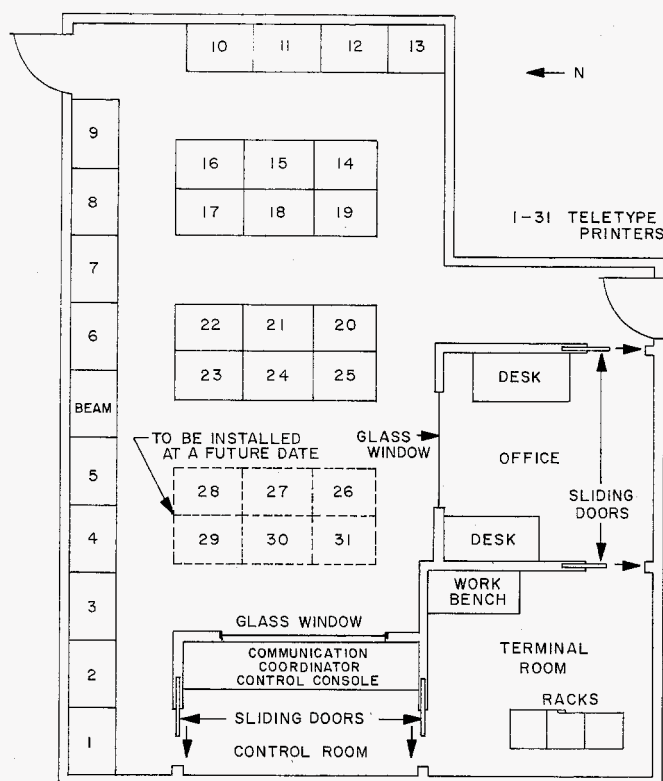 10 11 12 13
N
9
16 15 14
8
17 18 19
1-31 TELETYPE
PRINTERS
7
6
22 21 20
23 24 25
DESK
BEAM
TO BE INSTALLED
AT A FUTURE DATE
GLASS
WINDOW
OFFICE
5
28 27 26
SLIDING
DOORS
4
29 30 31
DESK
3
WORK
BENCH
GLASS WINDOW
2
COMMUNICATION
COORDINATOR
CONTROL CONSOLE
TERMINAL
ROOM
SLIDING DOORS
RACKS
1
CONTROL ROOM